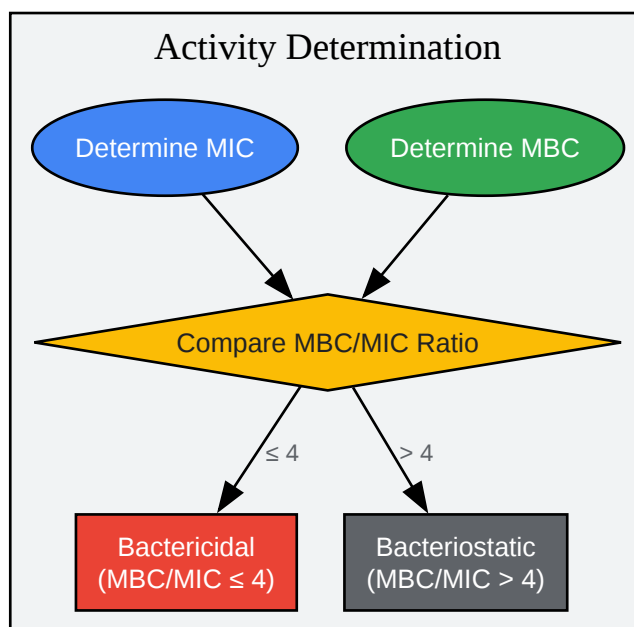 Activity Determination
Determine MIC
Determine MBC
Compare MBC/MIC Ratio
≤ 4
> 4
Bactericidal
(MBC/MIC ≤ 4)
Bacteriostatic
(MBC/MIC > 4)